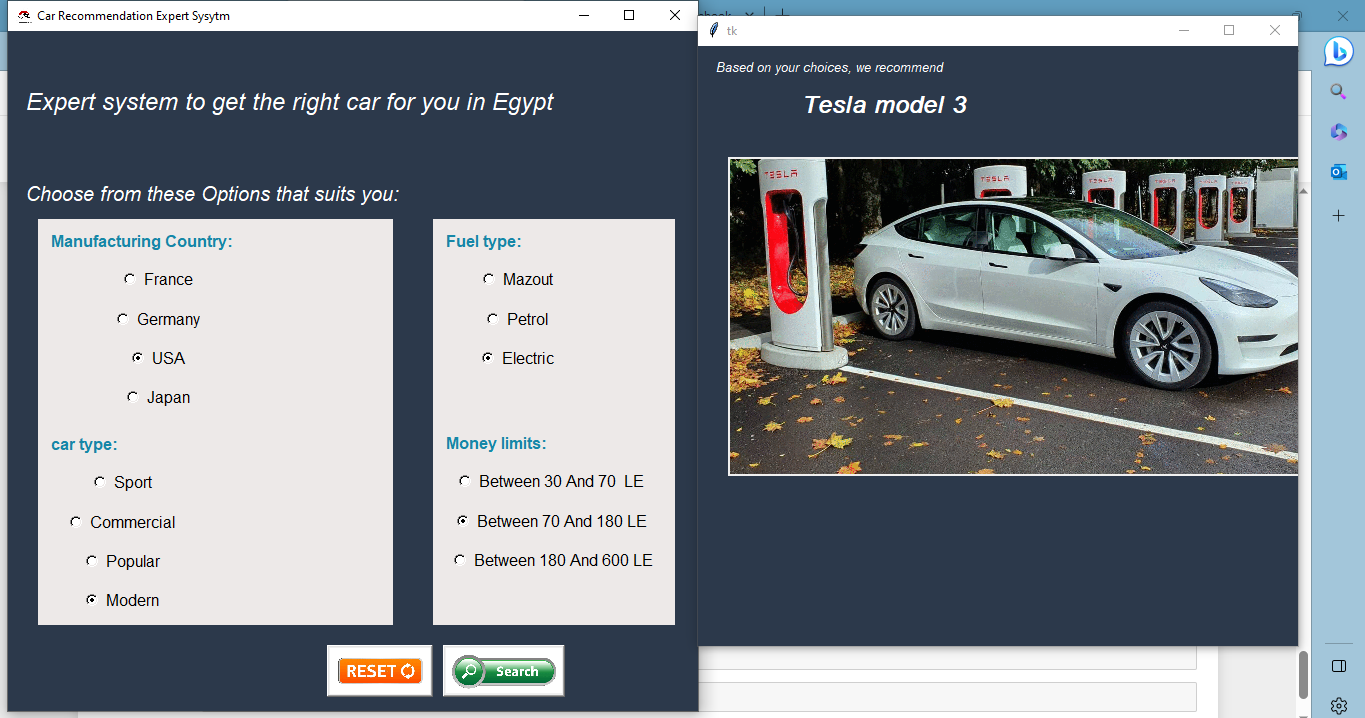 Car Recommendation Expert Sysytm
Expert system to get the right car for you in Egypt
Choose from these Options that suits you:
Manufacturing Country:
France
Germany
USA
Japan
car type:
Sport
Commercial
Popular
Modern
Fuel type:
Mazout
Petrol
Electric
Money limits:
Between 30 And 70  LE
Between 70 And 180 LE
Between 180 And 600 LE
RESET
Search
tk
Based on your choices, we recommend
Tesla model 3
TESLA
TESLA
TESLA
TESLA
TESLA